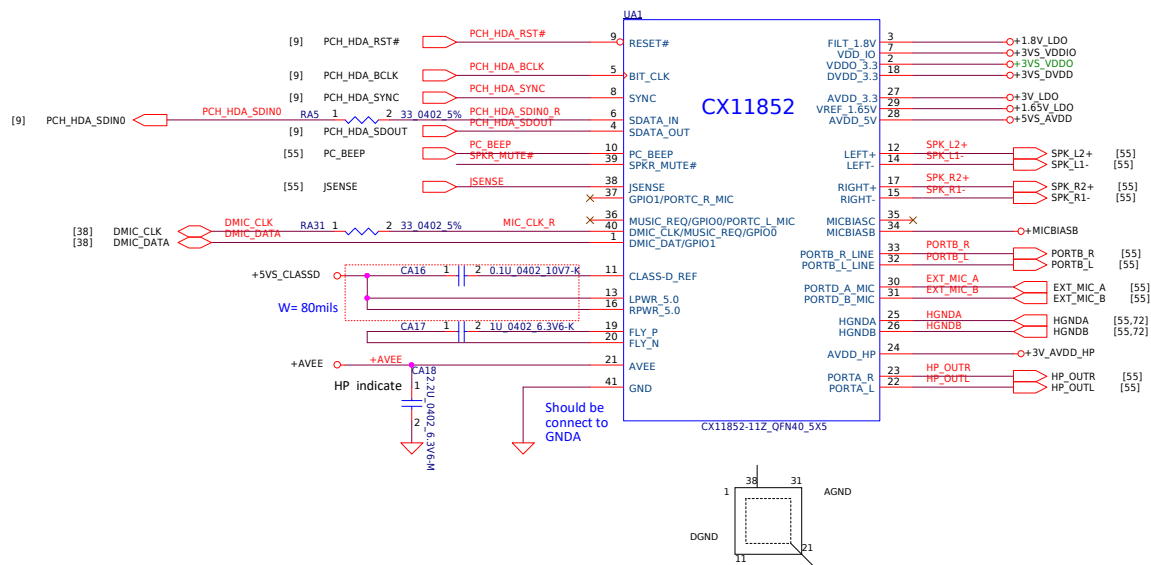 UA1
[9] PCH_HDA_RST# PCH_HDA_RST# 9 RESET# FILT_1.8V 3 +1.8V_LDO
VDD_IO 7 +3VS_VDDIO
VDDO_3.3 2 +3VS_VDDO
[9] PCH_HDA_BCLK PCH_HDA_BCLK 5 BIT_CLK DVDD_3.3 18 +3VS_DVDD
[9] PCH_HDA_SYNC PCH_HDA_SYNC 8 SYNC AVDD_3.3 27 +3V_LDO
CX11852
VREF_1.65V 29 +1.65V_LDO
[9] PCH_HDA_SDIN0 PCH_HDA_SDIN0 RA5 1 2 33_0402_5% PCH_HDA_SDIN0_R 6 SDATA_IN AVDD_5V 28 +5VS_AVDD
[9] PCH_HDA_SDOUT PCH_HDA_SDOUT 4 SDATA_OUT
[55] PC_BEEP PC_BEEP 10 PC_BEEP LEFT+ 12 SPK_L2+ SPK_L2+ [55]
SPKR_MUTE# 39 SPKR_MUTE# LEFT- 14 SPK_L1- SPK_L1- [55]
[55] JSENSE JSENSE 38 JSENSE RIGHT+ 17 SPK_R2+ SPK_R2+ [55]
37 GPIO1/PORTC_R_MIC RIGHT- 15 SPK_R1- SPK_R1- [55]
36 MUSIC_REQ/GPIO0/PORTC_L_MIC MICBIASC 35
[38] DMIC_CLK DMIC_CLK RA31 1 2 33_0402_5% MIC_CLK_R 40 DMIC_CLK/MUSIC_REQ/GPIO0 MICBIASB 34 +MICBIASB
[38] DMIC_DATA DMIC_DATA 1 DMIC_DAT/GPIO1
PORTB_R_LINE 33 PORTB_R PORTB_R [55]
PORTB_L_LINE 32 PORTB_L PORTB_L [55]
+5VS_CLASSD CA16 1 2 0.1U_0402_10V7-K 11 CLASS-D_REF
PORTD_A_MIC 30 EXT_MIC_A EXT_MIC_A [55]
W= 80mils 13 LPWR_5.0 PORTD_B_MIC 31 EXT_MIC_B EXT_MIC_B [55]
16 RPWR_5.0
HGNDA 25 HGNDA HGNDA [55,72]
CA17 1 2 1U_0402_6.3V6-K 19 FLY_P HGNDB 26 HGNDB HGNDB [55,72]
20 FLY_N
AVDD_HP 24 +3V_AVDD_HP
+AVEE +AVEE 21 AVEE
PORTA_R 23 HP_OUTR HP_OUTR [55]
HP indicate CA18 1 2 2.2U_0402_6.3V6-M 41 GND PORTA_L 22 HP_OUTL HP_OUTL [55]
Should be
connect to
GNDA
CX11852-11Z_QFN40_5X5
38 31
1 AGND
DGND
21
11